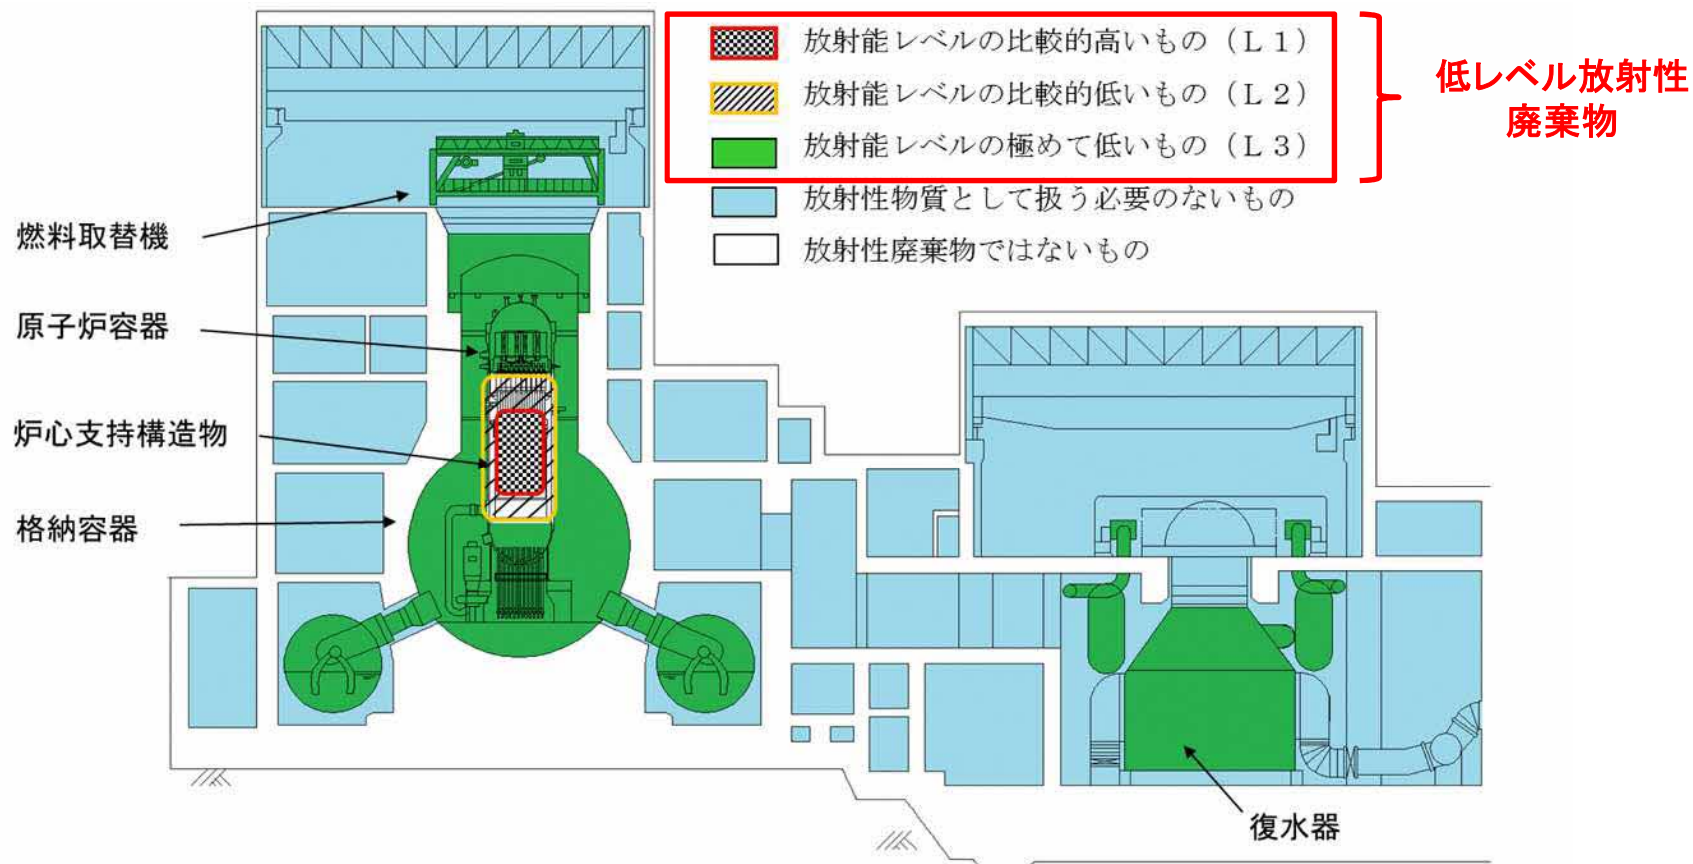 放射能レベルの比較的高いもの（Ｌ１）
放射能レベルの比較的低いもの（Ｌ２）
放射能レベルの極めて低いもの（Ｌ３）
放射性物質として扱う必要のないもの
放射性廃棄物ではないもの
低レベル放射性
廃棄物
燃料取替機
原子炉容器
炉心支持構造物
格納容器
復水器